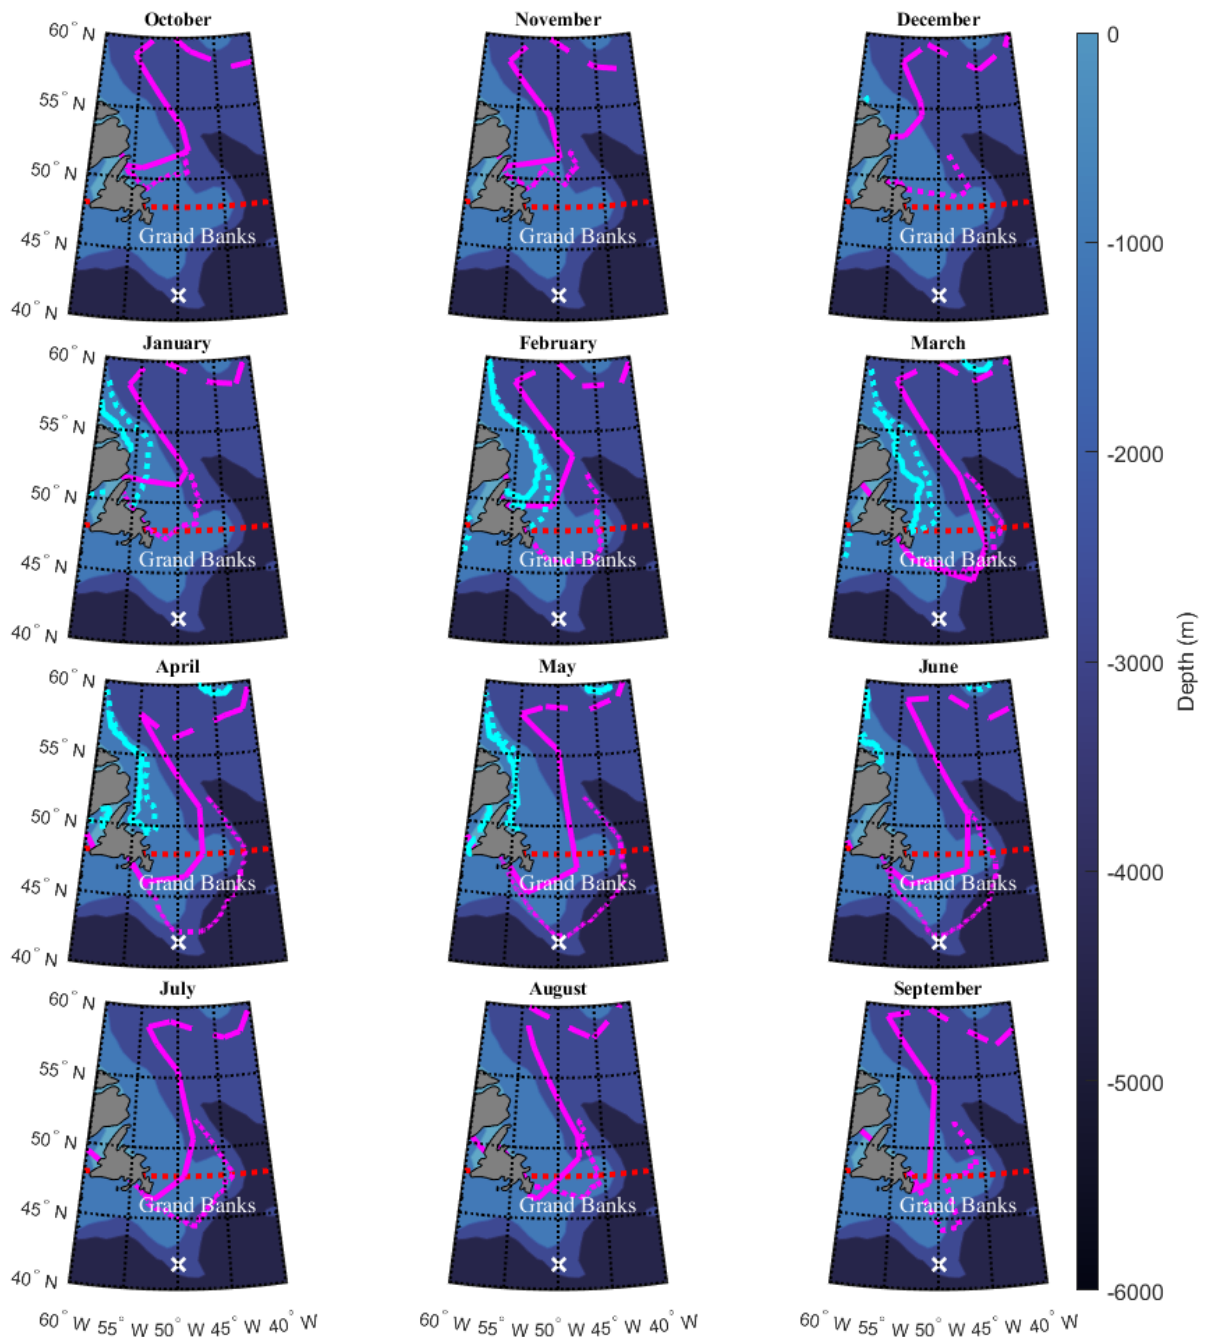 October
November
December
60° N
55° N
50° N
45° N
40° N
Grand Banks
Grand Banks
Grand Banks
January
February
March
60° N
55° N
50° N
45° N
40° N
Grand Banks
Grand Banks
Grand Banks
April
May
June
60° N
55° N
50° N
45° N
40° N
Grand Banks
Grand Banks
Grand Banks
July
August
September
60° N
55° N
50° N
45° N
40° N
Grand Banks
Grand Banks
Grand Banks
60° W 55° W 50° W 45° W 40° W
60° W 55° W 50° W 45° W 40° W
60° W 55° W 50° W 45° W 40° W
0
-1000
-2000
-3000
-4000
-5000
-6000
Depth (m)